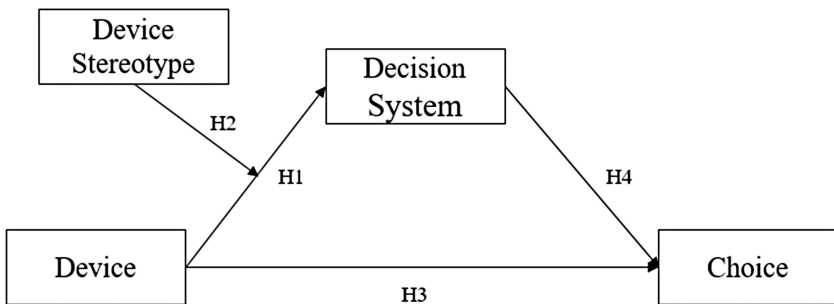 Device
Stereotype
Decision
System
H2
H1
H4
Device
Choice
H3